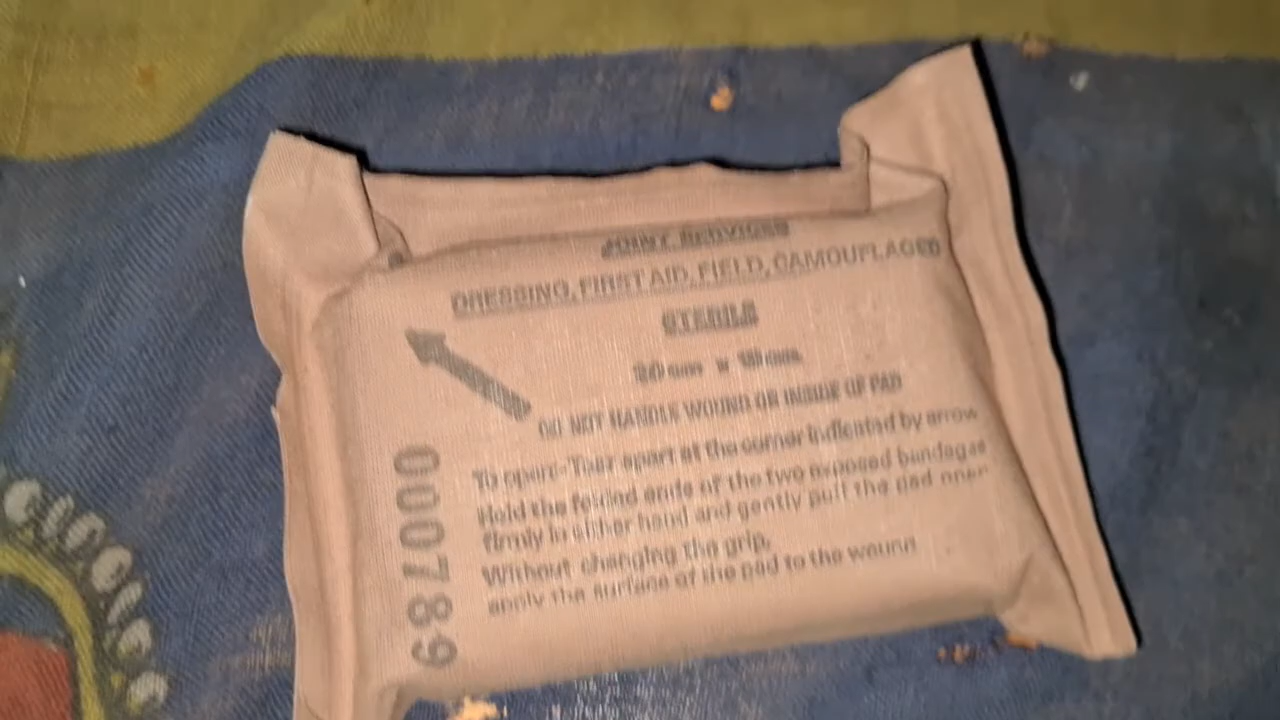 JOINT SERVICES
DRESSING, FIRST AID, FIELD, CAMOUFLAGED
STERILE
DO NOT HANDLE WOUND OR INSIDE OF PAD
To open:-Tear apart at the corner indicated by arrow
Hold the folded ends of the two exposed bandages
firmly in either hand and gently pull the pad open
Without changing the grip,
apply the surface of the pad to the wound
0007889